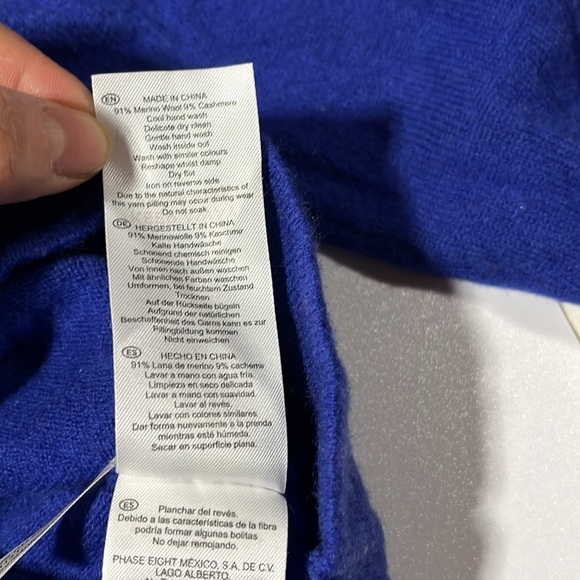 EN MADE IN CHINA
91% Merino Wool 9% Cashmere
Cool hand wash
Delicate dry clean
Gentle hand wash
Wash inside out
Wash with similar colours
Reshape whilst damp
Dry flat
Iron on reverse side
Due to the natural characteristics of
this yarn pilling may occur during wear
Do not soak
DE HERGESTELLT IN CHINA
91% Merinowolle 9% Kaschmir
Kalte Handwäsche
Schonend chemisch reinigen
Schonende Handwäsche
Von innen nach außen waschen
Mit ähnlichen Farben waschen
Umformen, bei feuchtem Zustand
Trocknen
Auf der Rückseite bügeln
Aufgrund der natürlichen
Beschaffenheit des Garns kann es zur
Pillingbildung kommen
Nicht einweichen
ES HECHO EN CHINA
91% Lana de merino 9% cachemir
Lavar a mano con agua fría.
Limpieza en seco delicada
Lavar a mano con suavidad.
Lavar al revés.
Lavar con colores similares
Dar forma nuevamente a la prenda
mientras esté húmeda.
Secar en superficie plana.
ES Planchar del revés.
Debido a las características de la fibra
podría formar algunas bolitas
No dejar remojando.
PHASE EIGHT MÉXICO, S.A. DE C.V.
LAGO ALBERTO,